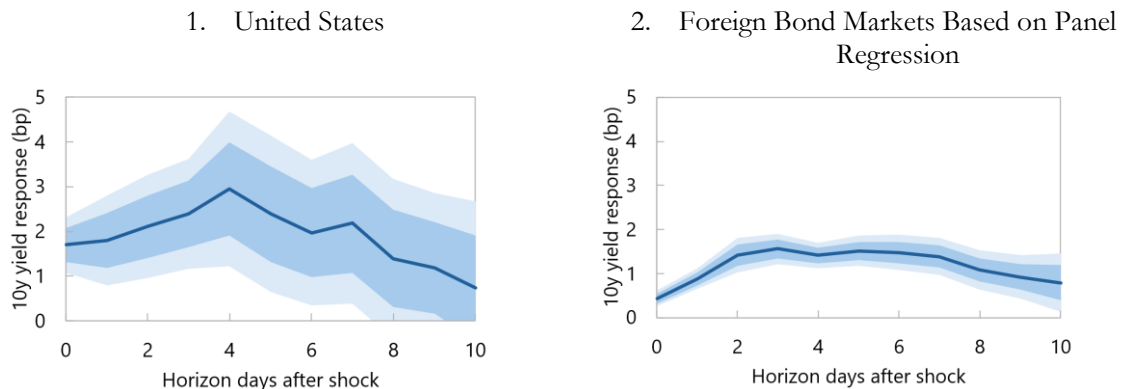 1. United States
5
4
3
2
1
0
10y yield response (bp)
0 2 4 6 8 10
Horizon days after shock
2. Foreign Bond Markets Based on Panel
Regression
5
4
3
2
1
0
10y yield response (bp)
0 2 4 6 8 10
Horizon days after shock